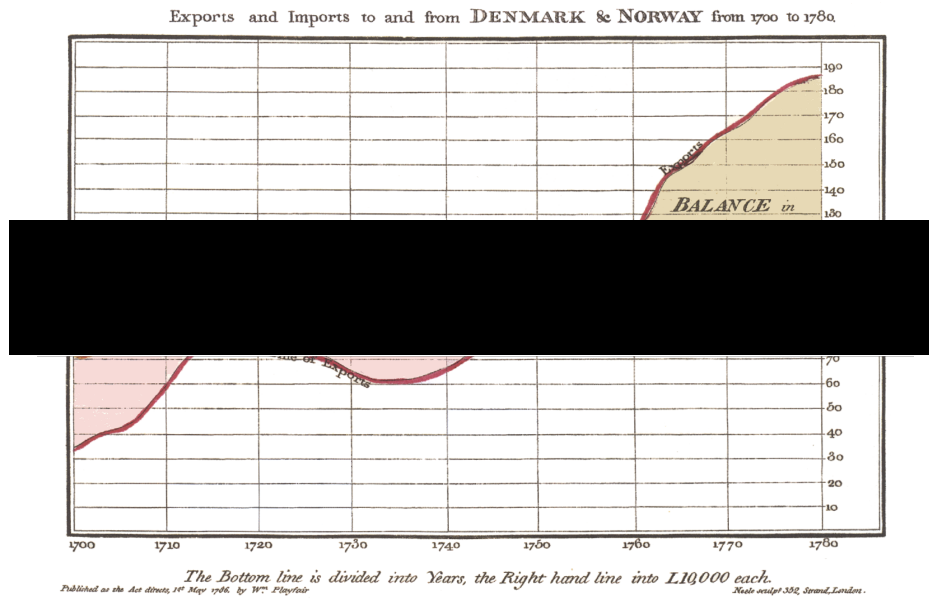 Exports and Imports to and from DENMARK & NORWAY from 1700 to 1780.
190
180
170
160
Exports
150
140
BALANCE in
130
70
Line of Exports
60
50
40
30
20
10
1700 1710 1720 1730 1740 1750 1760 1770 1780
The Bottom line is divided into Years, the Right hand line into L10,000 each.
Published as the Act directs, 1st May 1786, by Wm. Playfair
Neele sculpt 352, Strand, London.